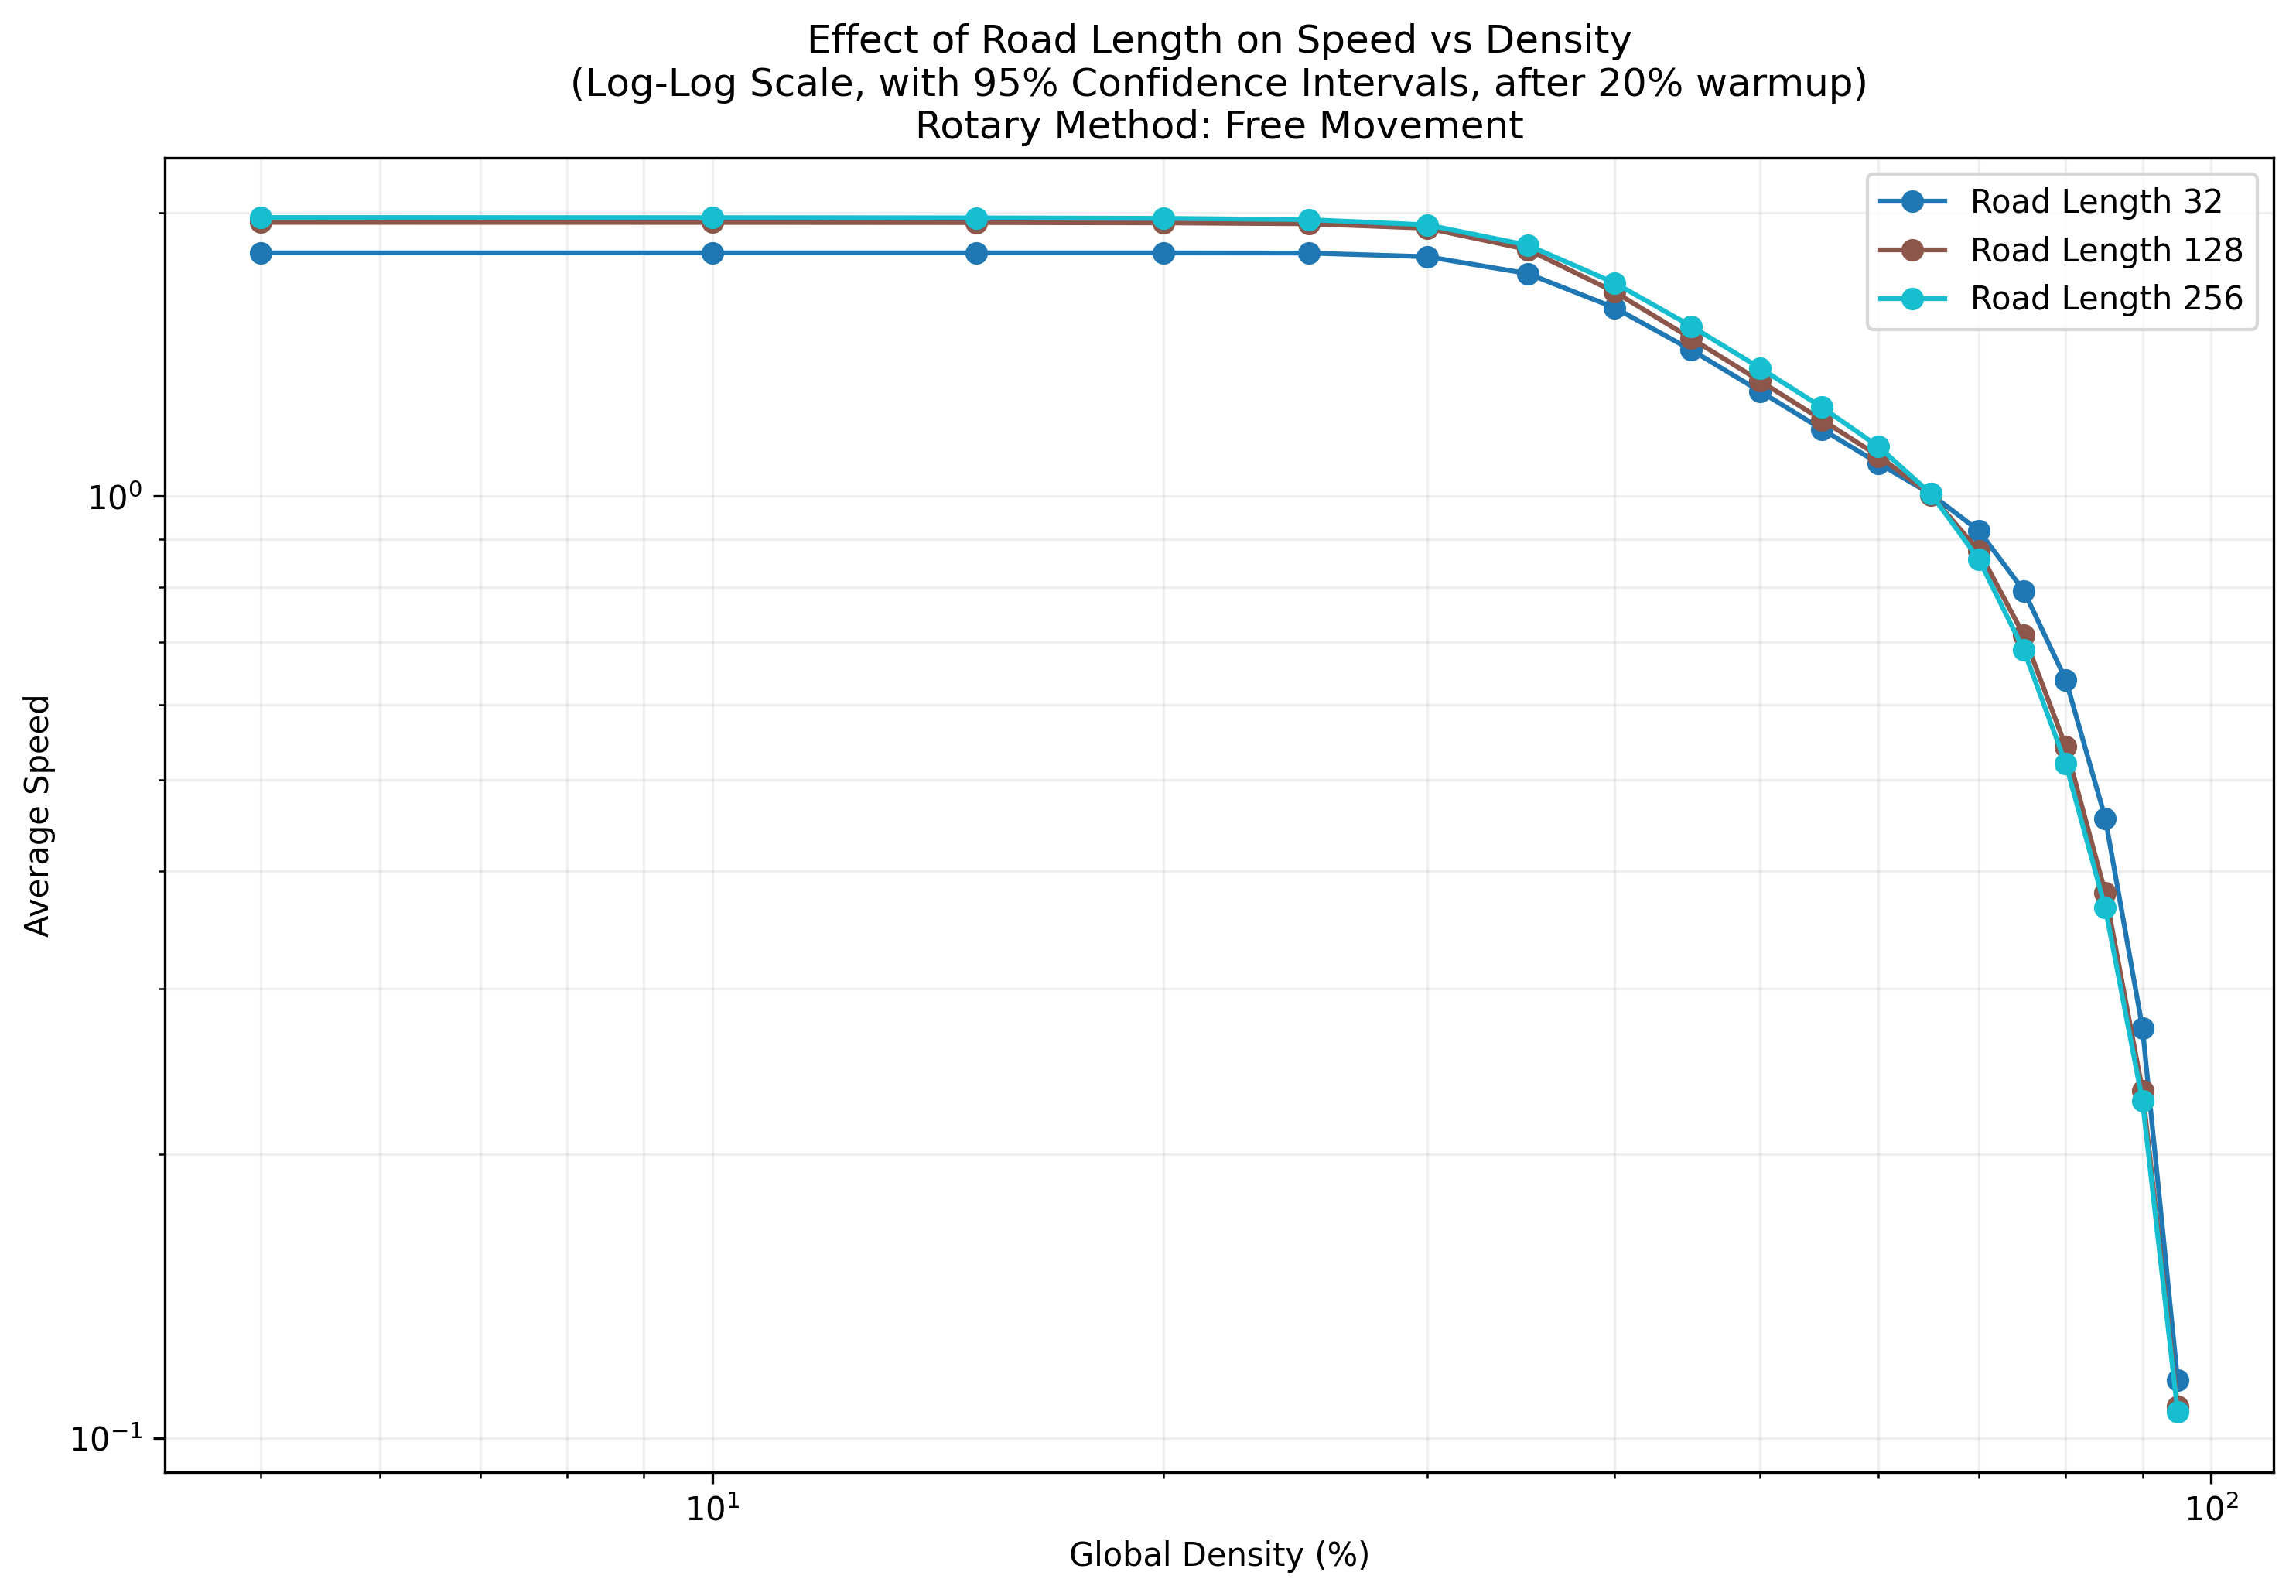 Effect of Road Length on Speed vs Density
(Log-Log Scale, with 95% Confidence Intervals, after 20% warmup)
Rotary Method: Free Movement
Road Length 32
Road Length 128
Road Length 256
Average Speed
10⁰
10⁻¹
10¹
10²
Global Density (%)